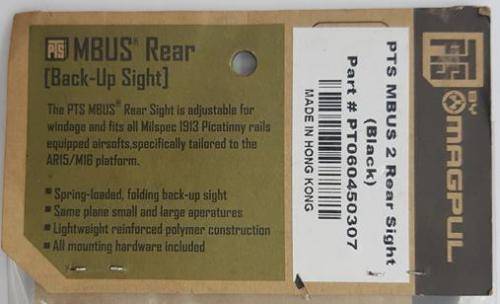 PTS MBUS® Rear
[Back-Up Sight]
The PTS MBUS® Rear Sight is adjustable for
windage and fits all Milspec 1913 Picatinny rails
equipped airsofts,specifically tailored to the
AR15/M16 platform.
▪ Spring-loaded, folding back-up sight
▪ Same plane small and large aperatures
▪ Lightweight reinforced polymer construction
▪ All mounting hardware included
PTS MBUS 2 Rear Sight
(Black)
Part # PT060450307
MADE IN HONG KONG
PTS
BY
MAGPUL